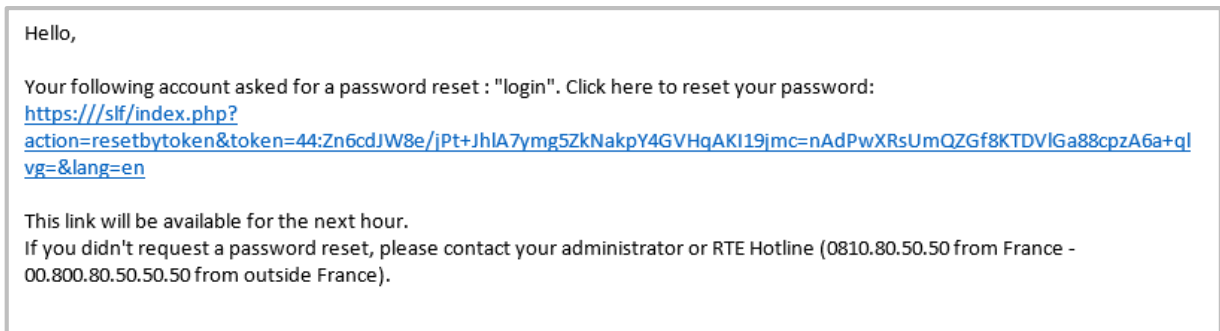 Hello,
Your following account asked for a password reset : "login". Click here to reset your password:
https:///slf/index.php?
action=resetbytoken&token=44:Zn6cdJW8e/jPt+JhlA7ymg5ZkNakpY4GVHqAKI19jmc=nAdPwXRsUmQZGf8KTDVlGa88cpzA6a+ql
vg=&lang=en
This link will be available for the next hour.
If you didn't request a password reset, please contact your administrator or RTE Hotline (0810.80.50.50 from France -
00.800.80.50.50.50 from outside France).